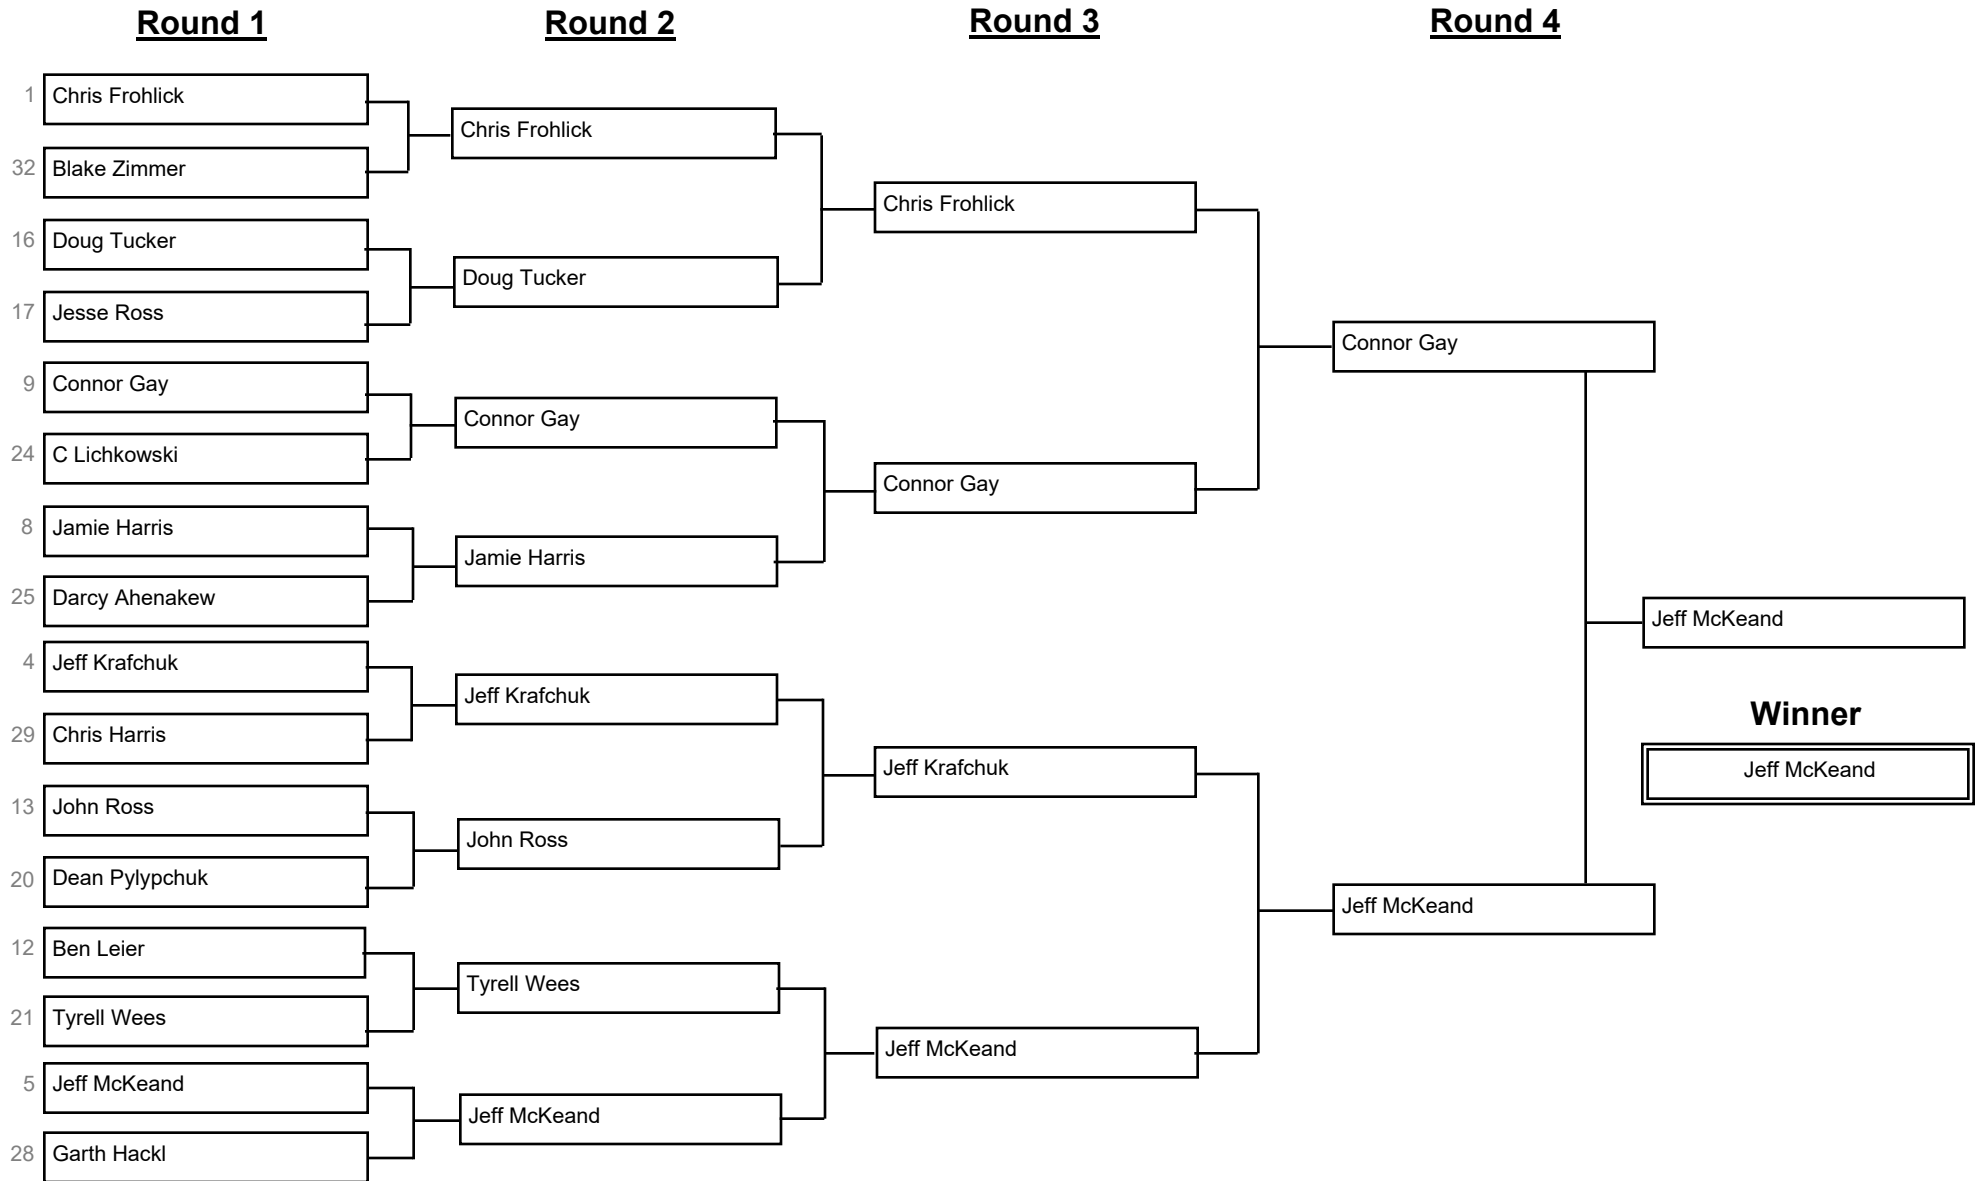 Round 1
Round 2
Round 3
Round 4
1 Chris Frohlick
32 Blake Zimmer
16 Doug Tucker
17 Jesse Ross
9 Connor Gay
24 C Lichkowski
8 Jamie Harris
25 Darcy Ahenakew
4 Jeff Krafchuk
29 Chris Harris
13 John Ross
20 Dean Pylypchuk
12 Ben Leier
21 Tyrell Wees
5 Jeff McKeand
28 Garth Hackl
Chris Frohlick
Doug Tucker
Connor Gay
Jamie Harris
Jeff Krafchuk
John Ross
Tyrell Wees
Jeff McKeand
Chris Frohlick
Connor Gay
Jeff Krafchuk
Jeff McKeand
Connor Gay
Jeff McKeand
Jeff McKeand
Winner
Jeff McKeand